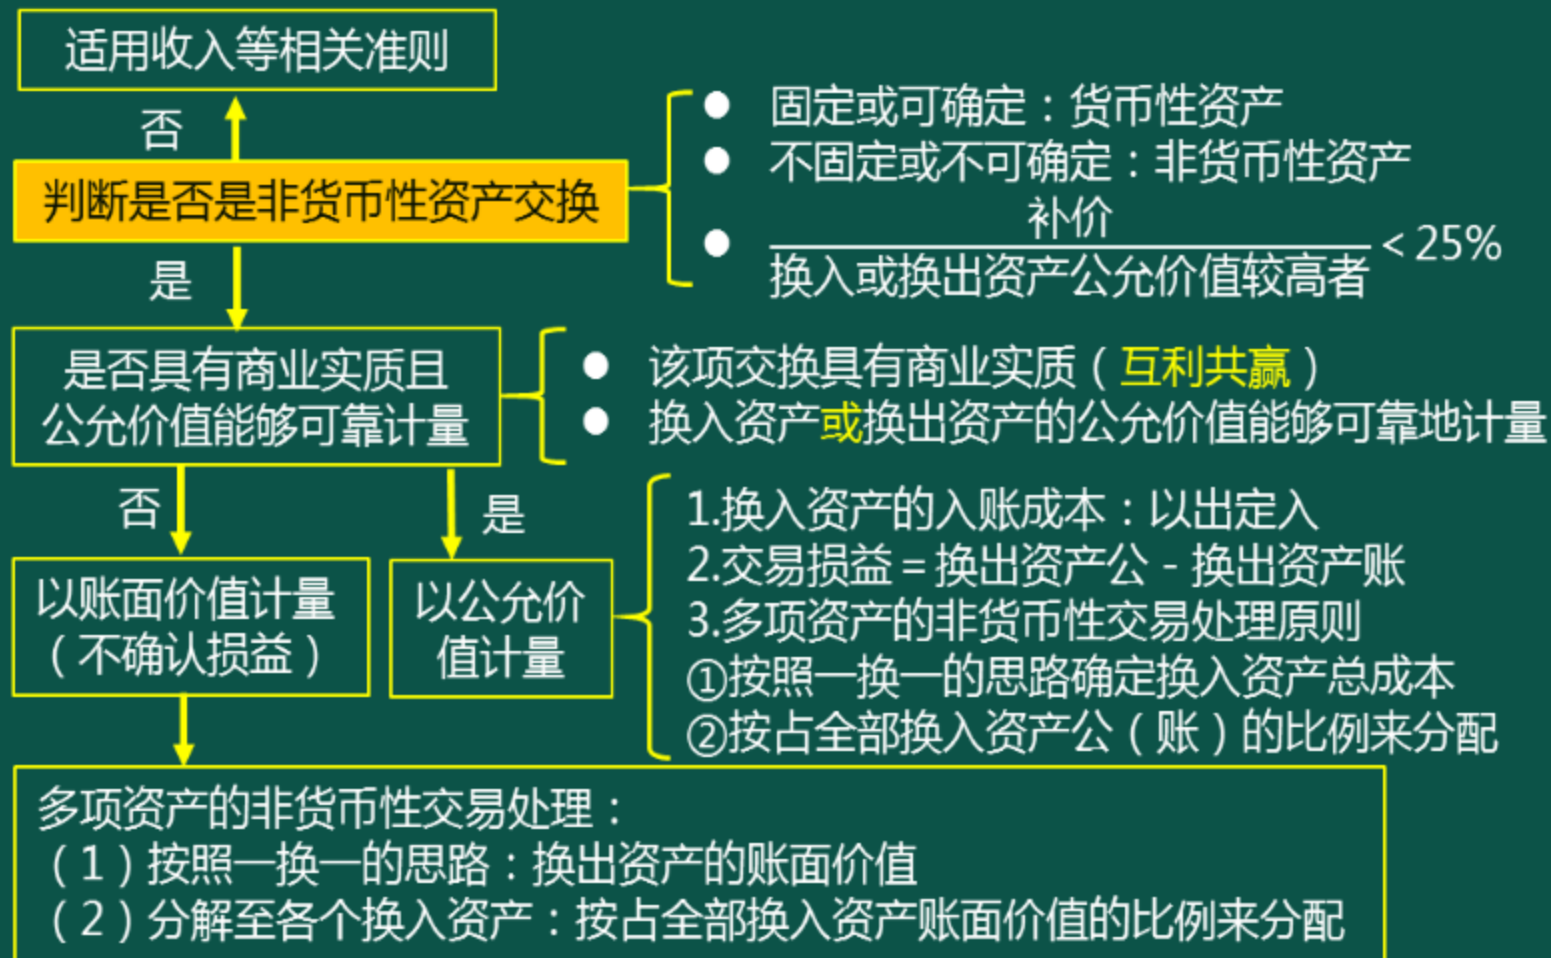 适用收入等相关准则
否
判断是否是非货币性资产交换
● 固定或可确定：货币性资产
● 不固定或不可确定：非货币性资产
● 补价
换入或换出资产公允价值较高者
< 25%
是
是否具有商业实质且
公允价值能够可靠计量
● 该项交换具有商业实质（互利共赢）
● 换入资产或换出资产的公允价值能够可靠地计量
否
是
以账面价值计量
（不确认损益）
以公允价
值计量
1.换入资产的入账成本：以出定入
2.交易损益＝换出资产公 - 换出资产账
3.多项资产的非货币性交易处理原则
①按照一换一的思路确定换入资产总成本
②按占全部换入资产公（账）的比例来分配
多项资产的非货币性交易处理：
（1）按照一换一的思路：换出资产的账面价值
（2）分解至各个换入资产：按占全部换入资产账面价值的比例来分配